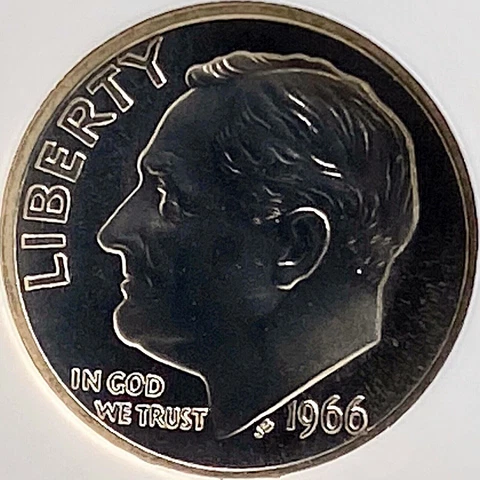 LIBERTY
IN GOD
WE TRUST
JS
1966